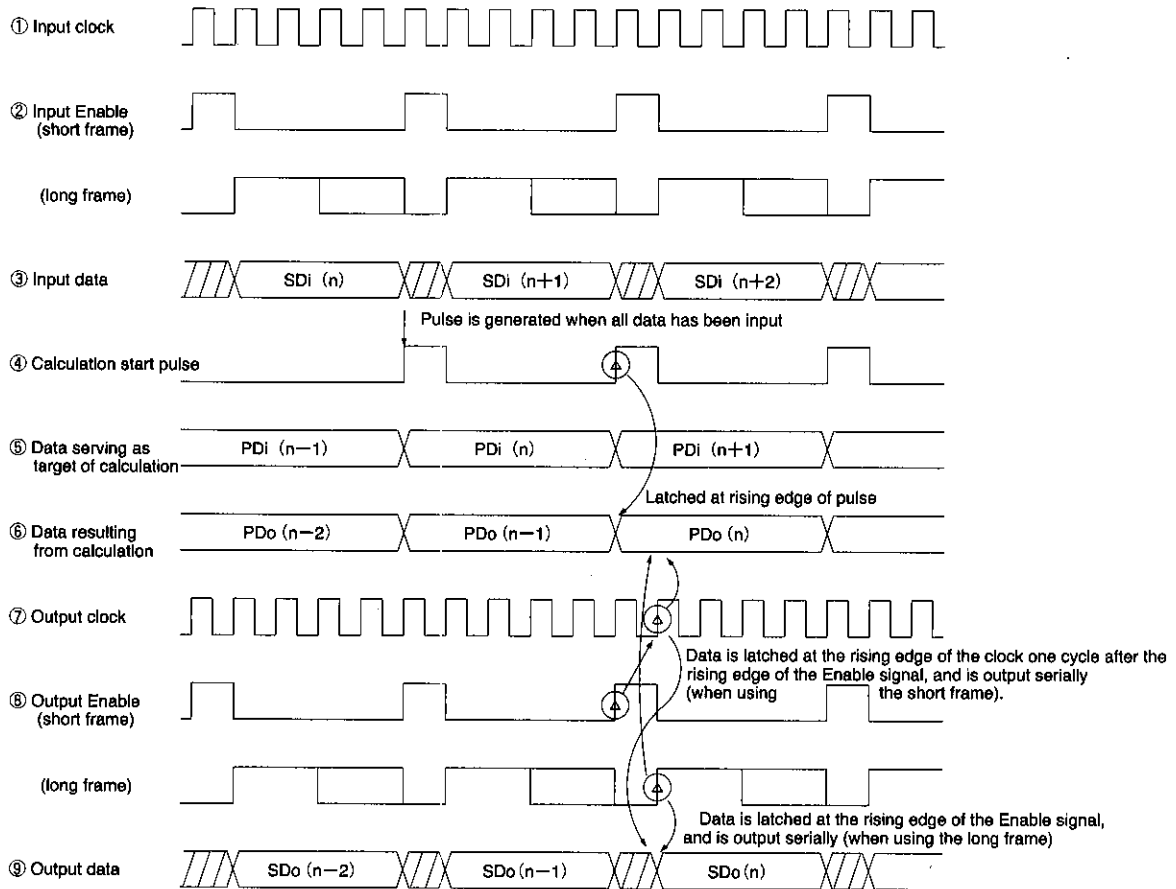 ① Input clock
② Input Enable
(short frame)
(long frame)
③ Input data
SDi (n)
SDi (n+1)
SDi (n+2)
Pulse is generated when all data has been input
④ Calculation start pulse
⑤ Data serving as
target of calculation
PDi (n−1)
PDi (n)
PDi (n+1)
Latched at rising edge of pulse
⑥ Data resulting
from calculation
PDo (n−2)
PDo (n−1)
PDo (n)
⑦ Output clock
Data is latched at the rising edge of the clock one cycle after the
rising edge of the Enable signal, and is output serially
(when using the short frame).
⑧ Output Enable
(short frame)
(long frame)
Data is latched at the rising edge of the Enable signal,
and is output serially (when using the long frame)
⑨ Output data
SDo (n−2)
SDo (n−1)
SDo (n)